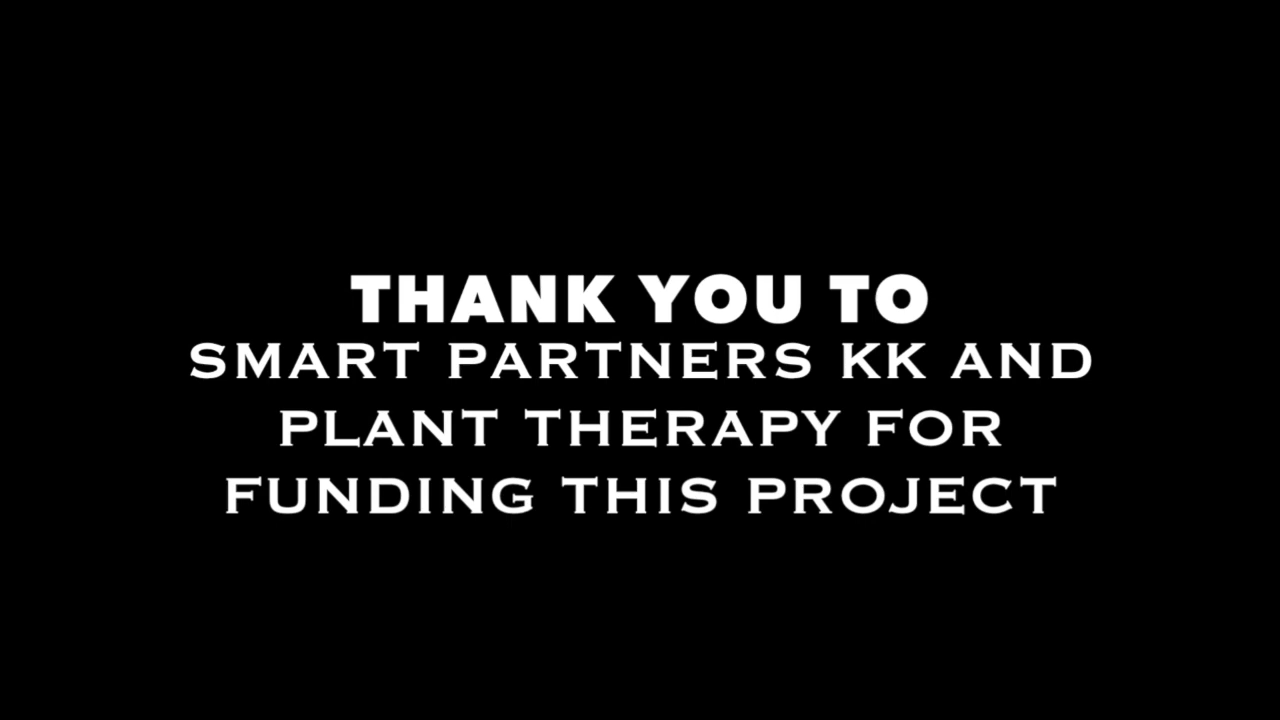 THANK YOU TO
SMART PARTNERS KK AND
PLANT THERAPY FOR
FUNDING THIS PROJECT